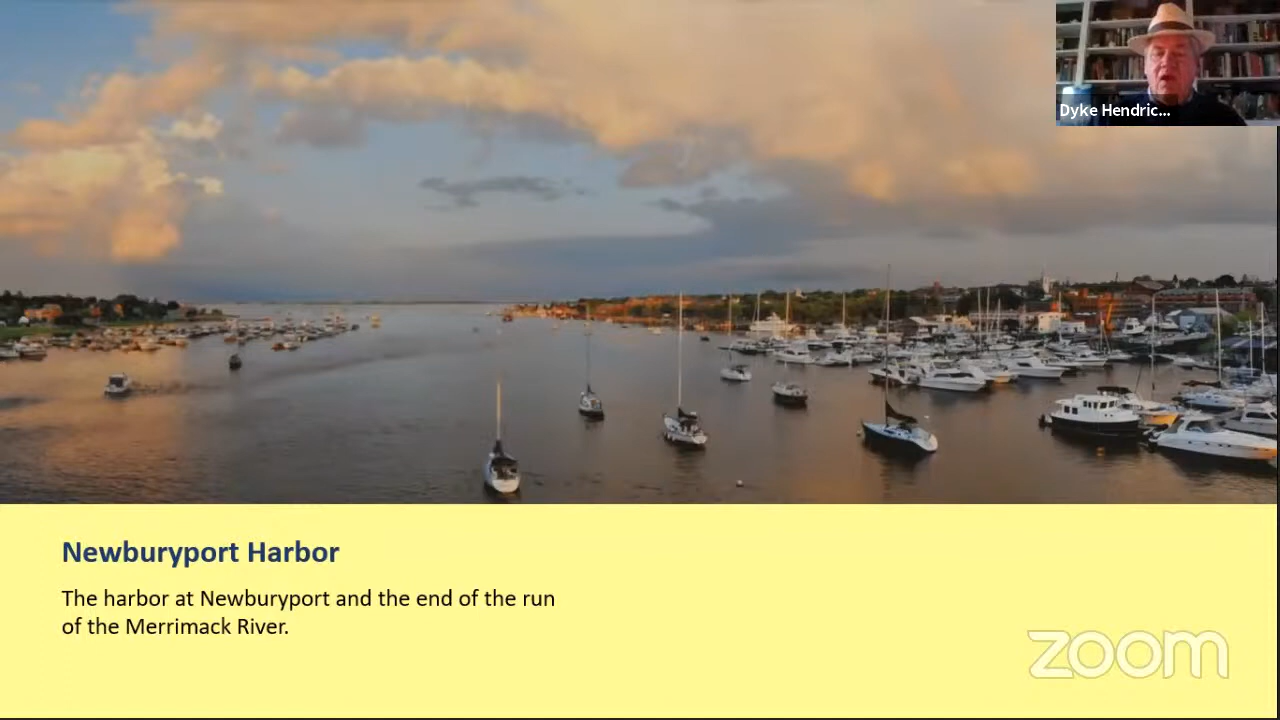 Dyke Hendric...
Newburyport Harbor
The harbor at Newburyport and the end of the run
of the Merrimack River.
zoom